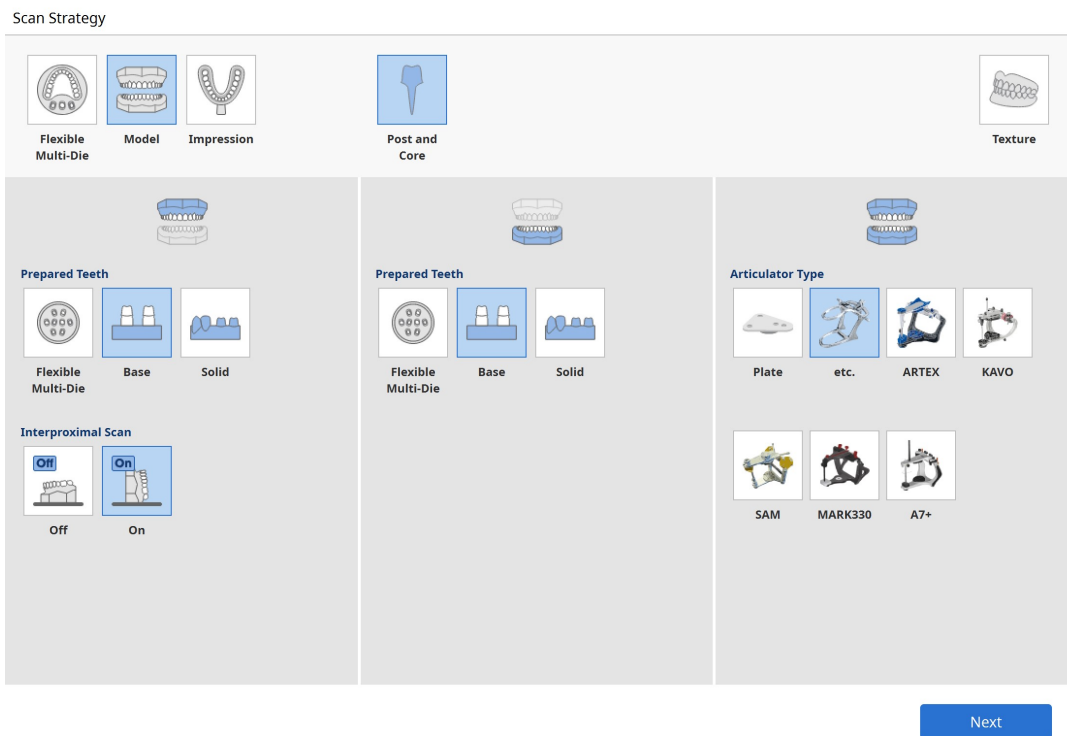 Scan Strategy
Flexible
Multi-Die
Model
Impression
Post and
Core
Texture
Prepared Teeth
Flexible
Multi-Die
Base
Solid
Interproximal Scan
Off
On
Off
On
Prepared Teeth
Flexible
Multi-Die
Base
Solid
Articulator Type
Plate
etc.
ARTEX
KAVO
SAM
MARK330
A7+
Next